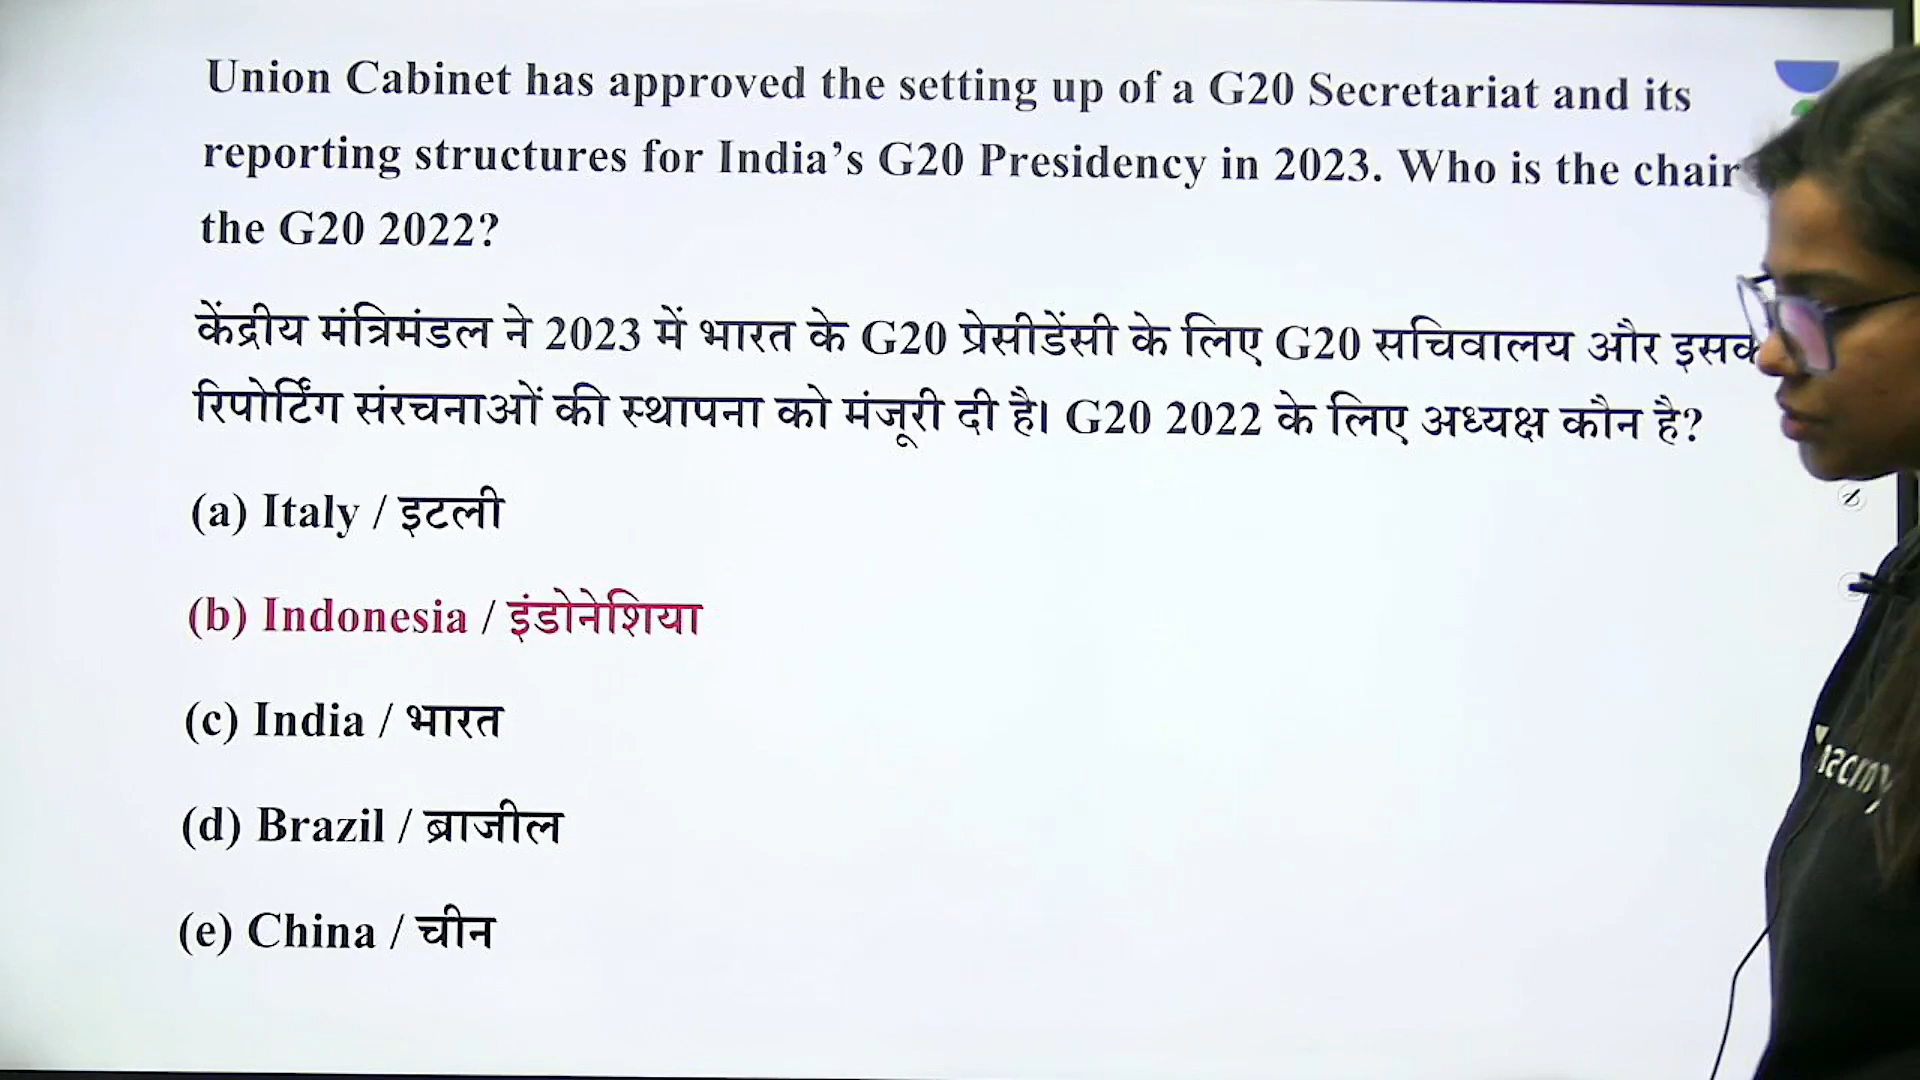 Union Cabinet has approved the setting up of a G20 Secretariat and its
reporting structures for India’s G20 Presidency in 2023. Who is the chair
the G20 2022?
केंद्रीय मंत्रिमंडल ने 2023 में भारत के G20 प्रेसीडेंसी के लिए G20 सचिवालय और
रिपोर्टिंग संरचनाओं की स्थापना को मंजूरी दी है। G20 2022 के लिए अध्यक्ष कौन है?
(a) Italy / इटली
(b) Indonesia / इंडोनेशिया
(c) India / भारत
(d) Brazil / ब्राजील
(e) China / चीन